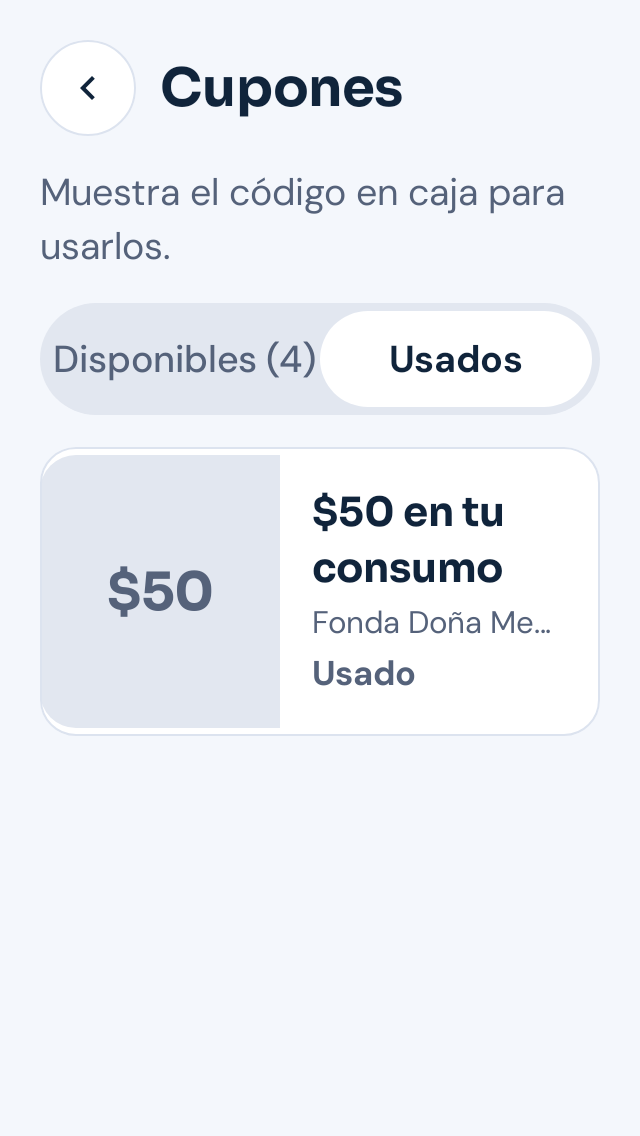 Cupones
Muestra el código en caja para
usarlos.
Disponibles (4)
Usados
$50
$50 en tu
consumo
Fonda Doña Me...
Usado